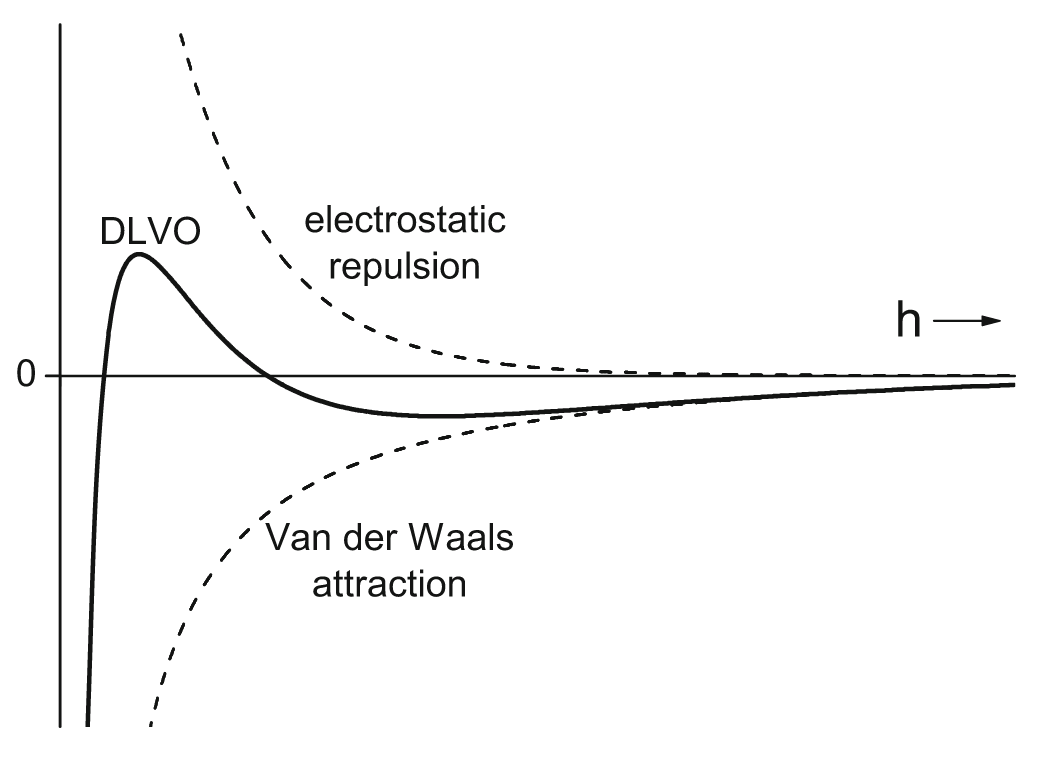 DLVO
electrostatic
repulsion
h
0
Van der Waals
attraction